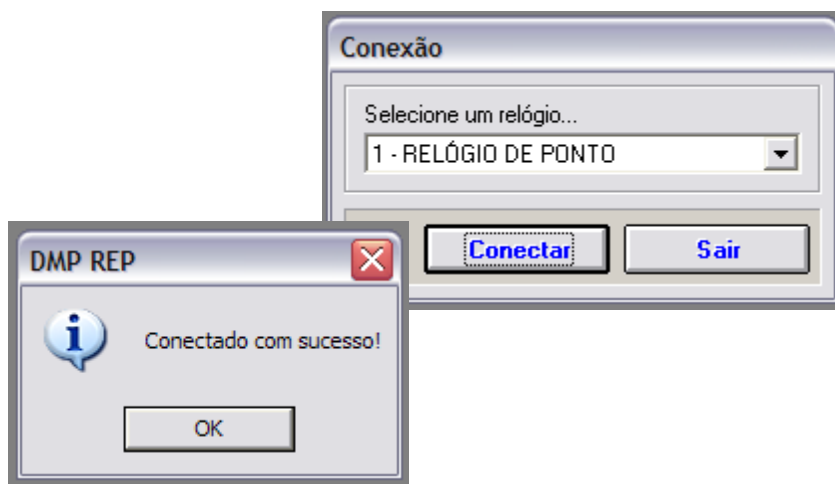 Conexão
Selecione um relógio...
1 - RELÓGIO DE PONTO
Conectar
Sair
DMP REP
Conectado com sucesso!
OK